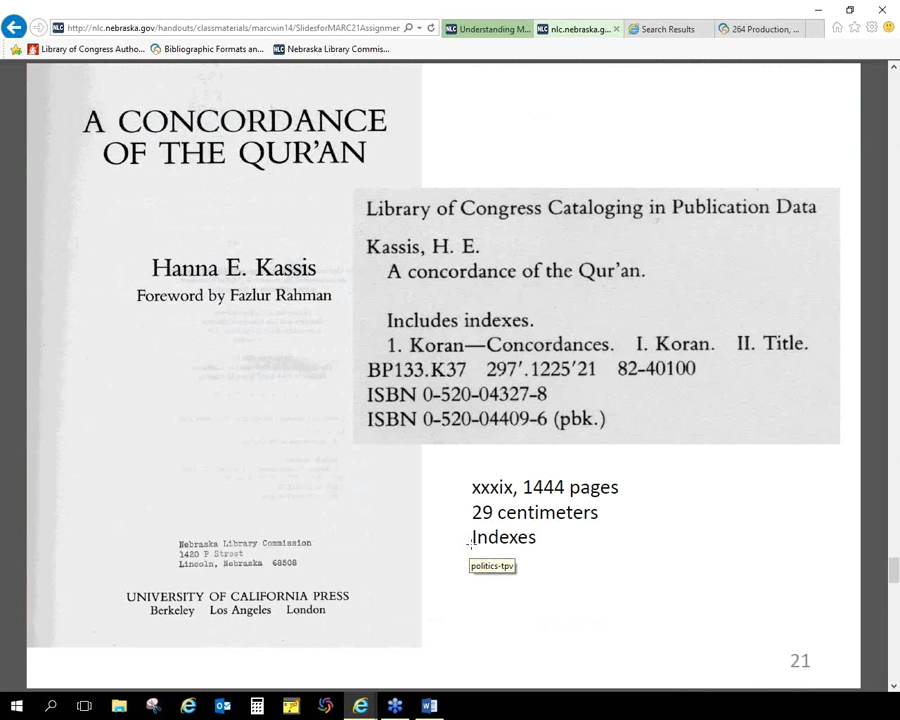 http://nlc.nebraska.gov/handouts/classmaterials/marcwin14/SlidesforMARC21Assignmer
Understanding M...
nlc.nebraska.g...
Search Results
264 Production, ...
Library of Congress Autho...
Bibliographic Formats an...
Nebraska Library Commis...
A CONCORDANCE
OF THE QUR'AN
Hanna E. Kassis
Foreword by Fazlur Rahman
Nebraska Library Commission
1420 P Street
Lincoln, Nebraska 68508
UNIVERSITY OF CALIFORNIA PRESS
Berkeley Los Angeles London
Library of Congress Cataloging in Publication Data
Kassis, H. E.
A concordance of the Qur'an.
Includes indexes.
1. Koran—Concordances. I. Koran. II. Title.
BP133.K37 297'.1225'21 82-40100
ISBN 0-520-04327-8
ISBN 0-520-04409-6 (pbk.)
xxxix, 1444 pages
29 centimeters
Indexes
politics-tpv
21